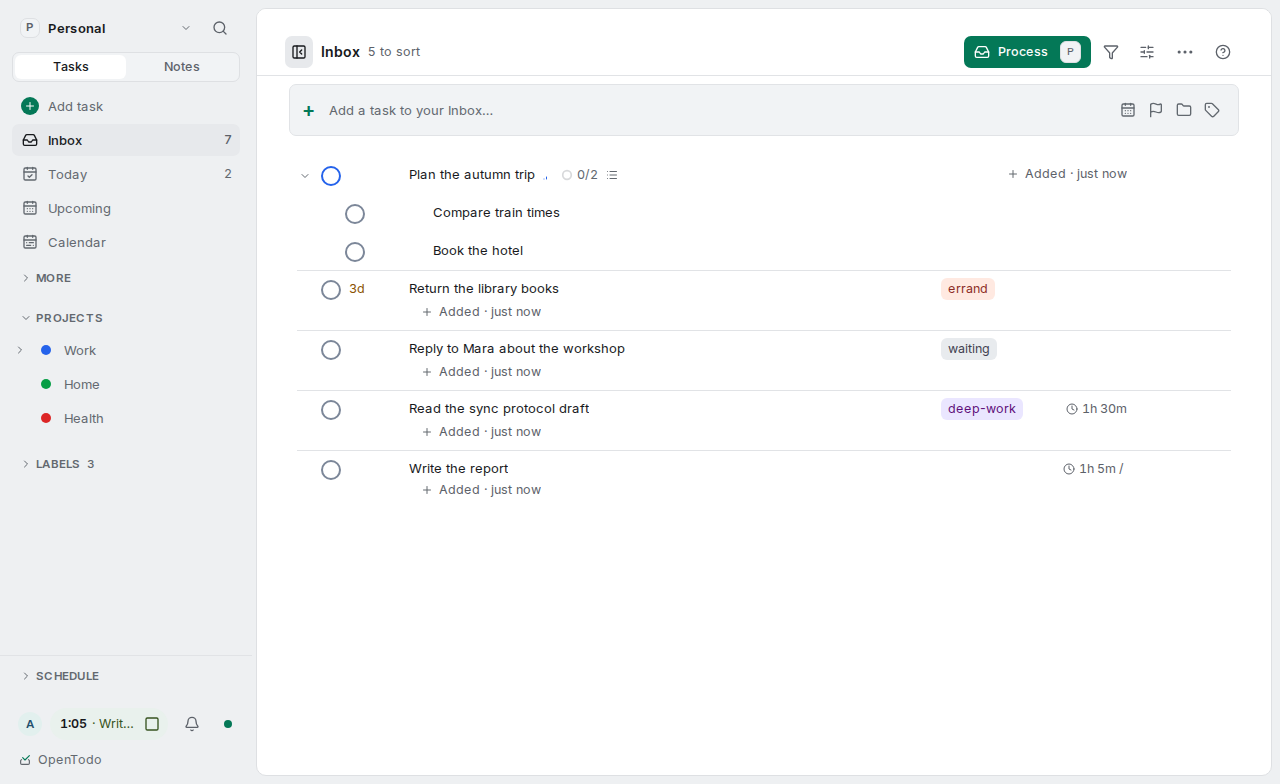 P Personal
Tasks Notes
Add task
Inbox 7
Today 2
Upcoming
Calendar
MORE
PROJECTS
Work
Home
Health
LABELS 3
SCHEDULE
A 1:05 · Writ...
OpenTodo
Inbox 5 to sort
Process P
Add a task to your Inbox...
Plan the autumn trip 0/2 Added · just now
Compare train times
Book the hotel
3d Return the library books errand
Added · just now
Reply to Mara about the workshop waiting
Added · just now
Read the sync protocol draft deep-work 1h 30m
Added · just now
Write the report 1h 5m /
Added · just now